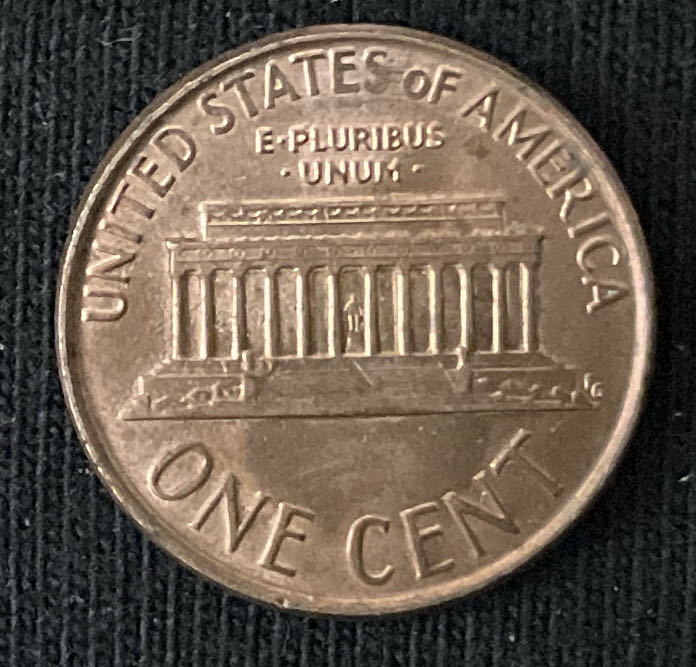 UNITED STATES oF AMERICA
E·PLURIBUS
·UNUM·
ONE CENT